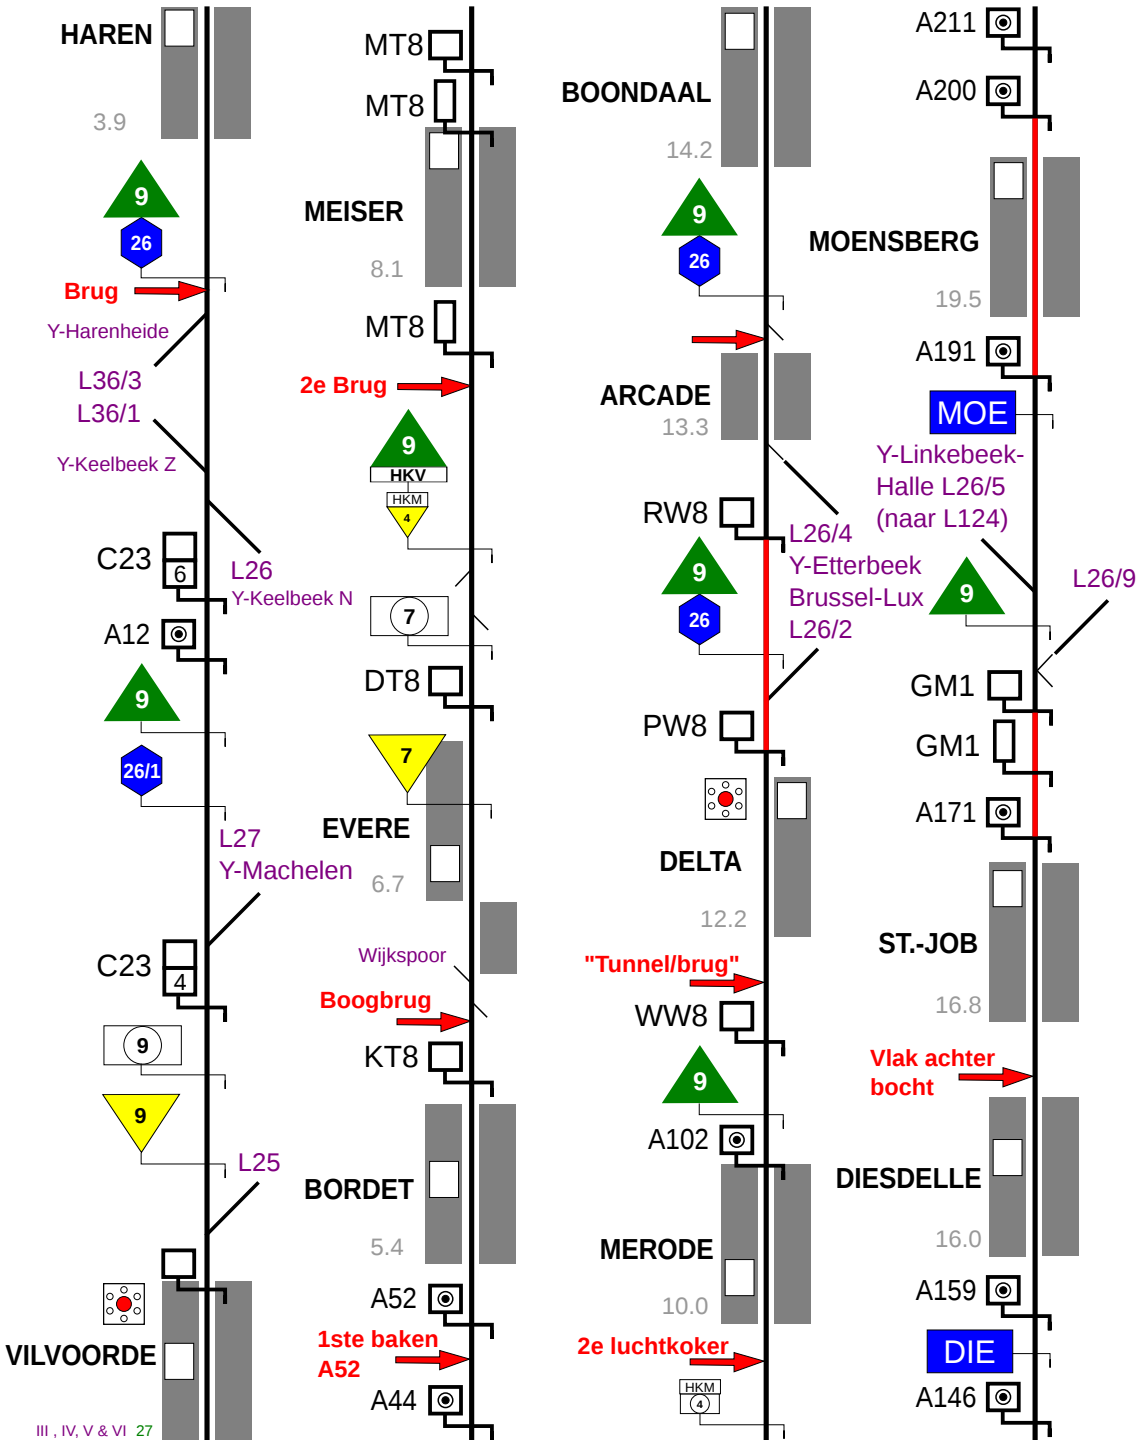 HAREN
3.9
9
26
Brug
Y-Harenheide
L36/3
L36/1
Y-Keelbeek Z
C23
6
L26
Y-Keelbeek N
A12
9
26/1
L27
Y-Machelen
C23
4
9
9
L25
VILVOORDE
III , IV, V & VI 27
MT8
MT8
MEISER
8.1
MT8
2e Brug
9
HKV
HKM
4
7
DT8
7
EVERE
6.7
Wijkspoor
Boogbrug
KT8
BORDET
5.4
A52
1ste baken
A52
A44
BOONDAAL
14.2
9
26
ARCADE
13.3
RW8
L26/4
Y-Etterbeek
Brussel-Lux
L26/2
9
26
PW8
DELTA
12.2
"Tunnel/brug"
WW8
9
A102
MERODE
10.0
2e luchtkoker
HKM
4
A211
A200
MOENSBERG
19.5
A191
MOE
Y-Linkebeek-
Halle L26/5
(naar L124)
9
L26/9
GM1
GM1
A171
ST.-JOB
16.8
Vlak achter
bocht
DIESDELLE
16.0
A159
DIE
A146